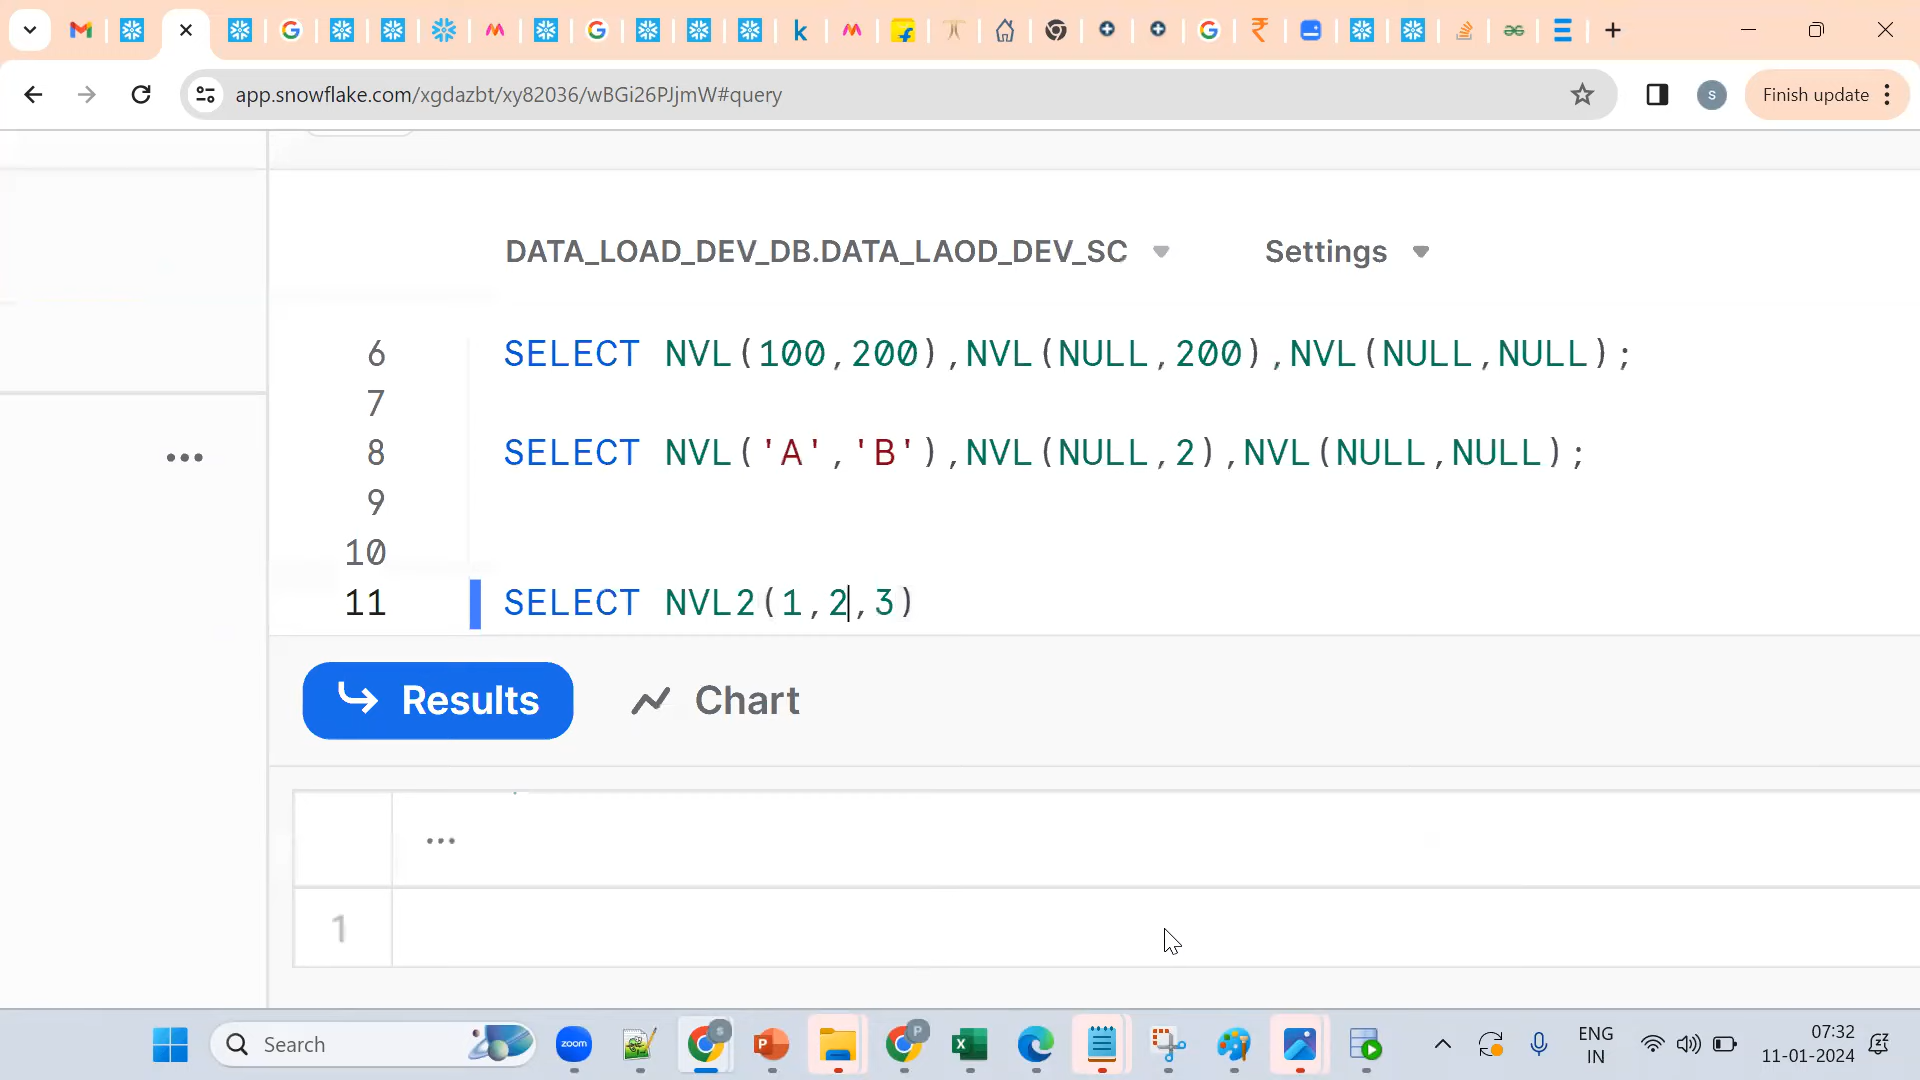 app.snowflake.com/xgdazbt/xy82036/wBGi26PJjmW#query
S
Finish update
DATA_LOAD_DEV_DB.DATA_LAOD_DEV_SC
Settings
6 SELECT NVL(100,200),NVL(NULL,200),NVL(NULL,NULL);
7
8 SELECT NVL('A','B'),NVL(NULL,2),NVL(NULL,NULL);
9
10
11 SELECT NVL2(1,2,3)
Results
Chart
...
1
Search
zoom
ENG
IN
07:32
11-01-2024